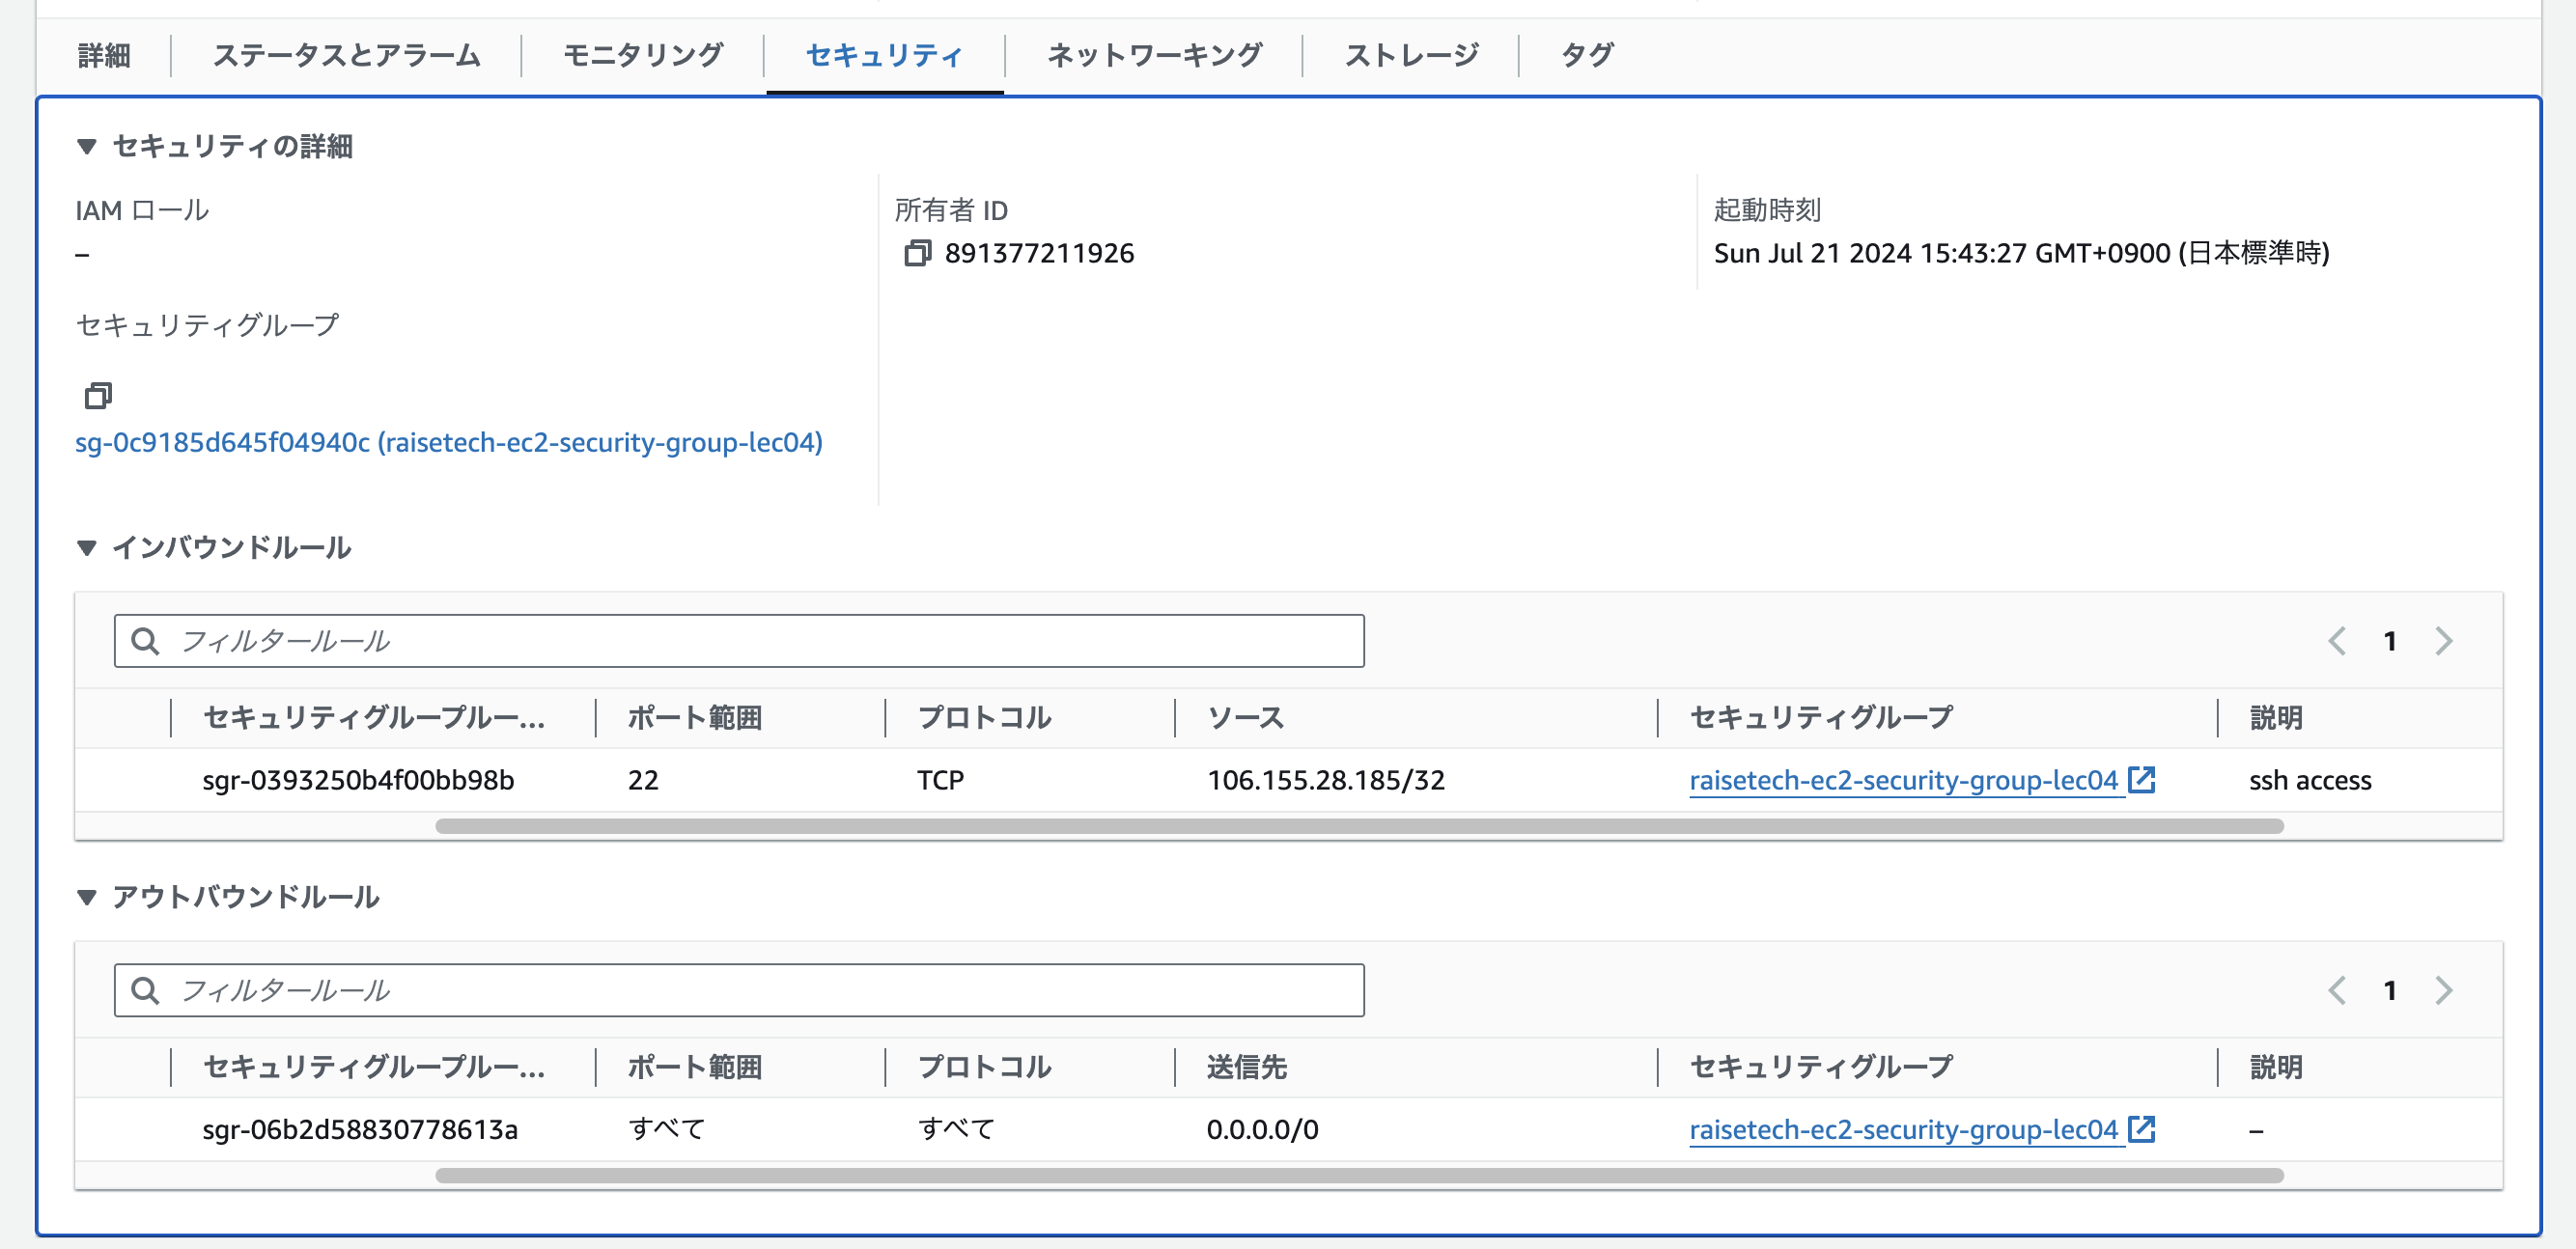 詳細 ステータスとアラーム モニタリング セキュリティ ネットワーキング ストレージ タグ
▼ セキュリティの詳細
IAM ロール
–
所有者 ID
891377211926
起動時刻
Sun Jul 21 2024 15:43:27 GMT+0900 (日本標準時)
セキュリティグループ
sg-0c9185d645f04940c (raisetech-ec2-security-group-lec04)
▼ インバウンドルール
フィルタールール
1
セキュリティグループルー... ポート範囲 プロトコル ソース セキュリティグループ 説明
sgr-0393250b4f00bb98b 22 TCP 106.155.28.185/32 raisetech-ec2-security-group-lec04 ssh access
▼ アウトバウンドルール
フィルタールール
1
セキュリティグループルー... ポート範囲 プロトコル 送信先 セキュリティグループ 説明
sgr-06b2d58830778613a すべて すべて 0.0.0.0/0 raisetech-ec2-security-group-lec04 –